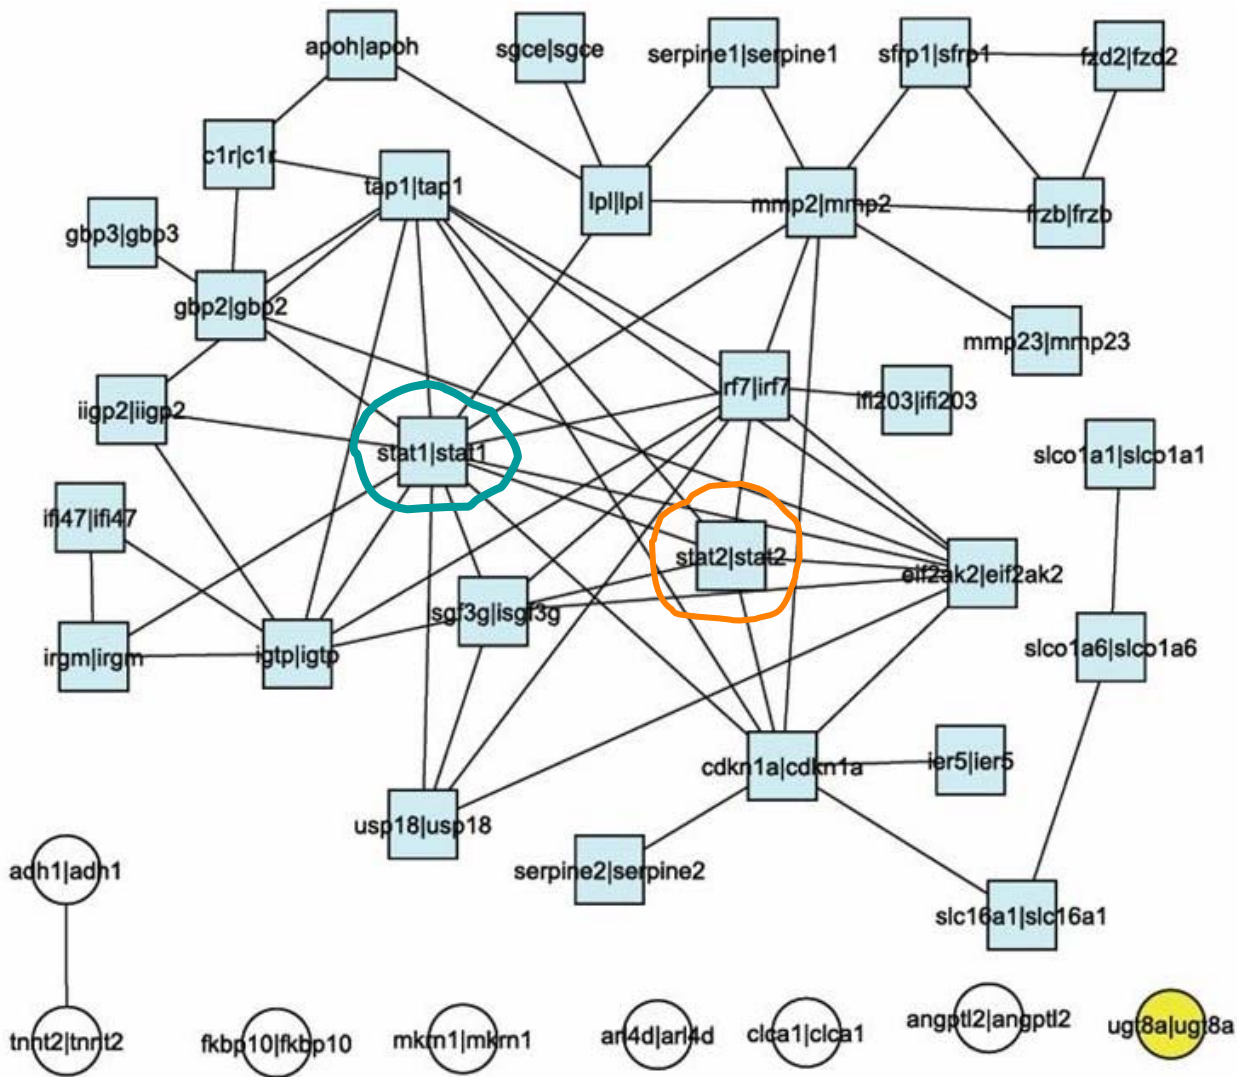 apoh|apoh
sgce|sgce
serpine1|serpine1
sfrp1|sfrp1
fzd2|fzd2
c1r|c1r
tap1|tap1
lpl|lpl
mmp2|mmp2
frzb|frzb
gbp3|gbp3
gbp2|gbp2
mmp23|mmp23
rf7|irf7
ifi203|ifi203
iigp2|iigp2
stat1|stat1
slco1a1|slco1a1
ifi47|ifi47
stat2|stat2
eif2ak2|eif2ak2
sgf3g|isgf3g
irgm|irgm
igtp|igtp
slco1a6|slco1a6
cdkn1a|cdkn1a
ier5|ier5
usp18|usp18
serpine2|serpine2
adh1|adh1
slc16a1|slc16a1
tnnt2|tnnt2
fkbp10|fkbp10
mkrn1|mkrn1
arl4d|arl4d
clca1|clca1
angptl2|angptl2
ugt8a|ugt8a